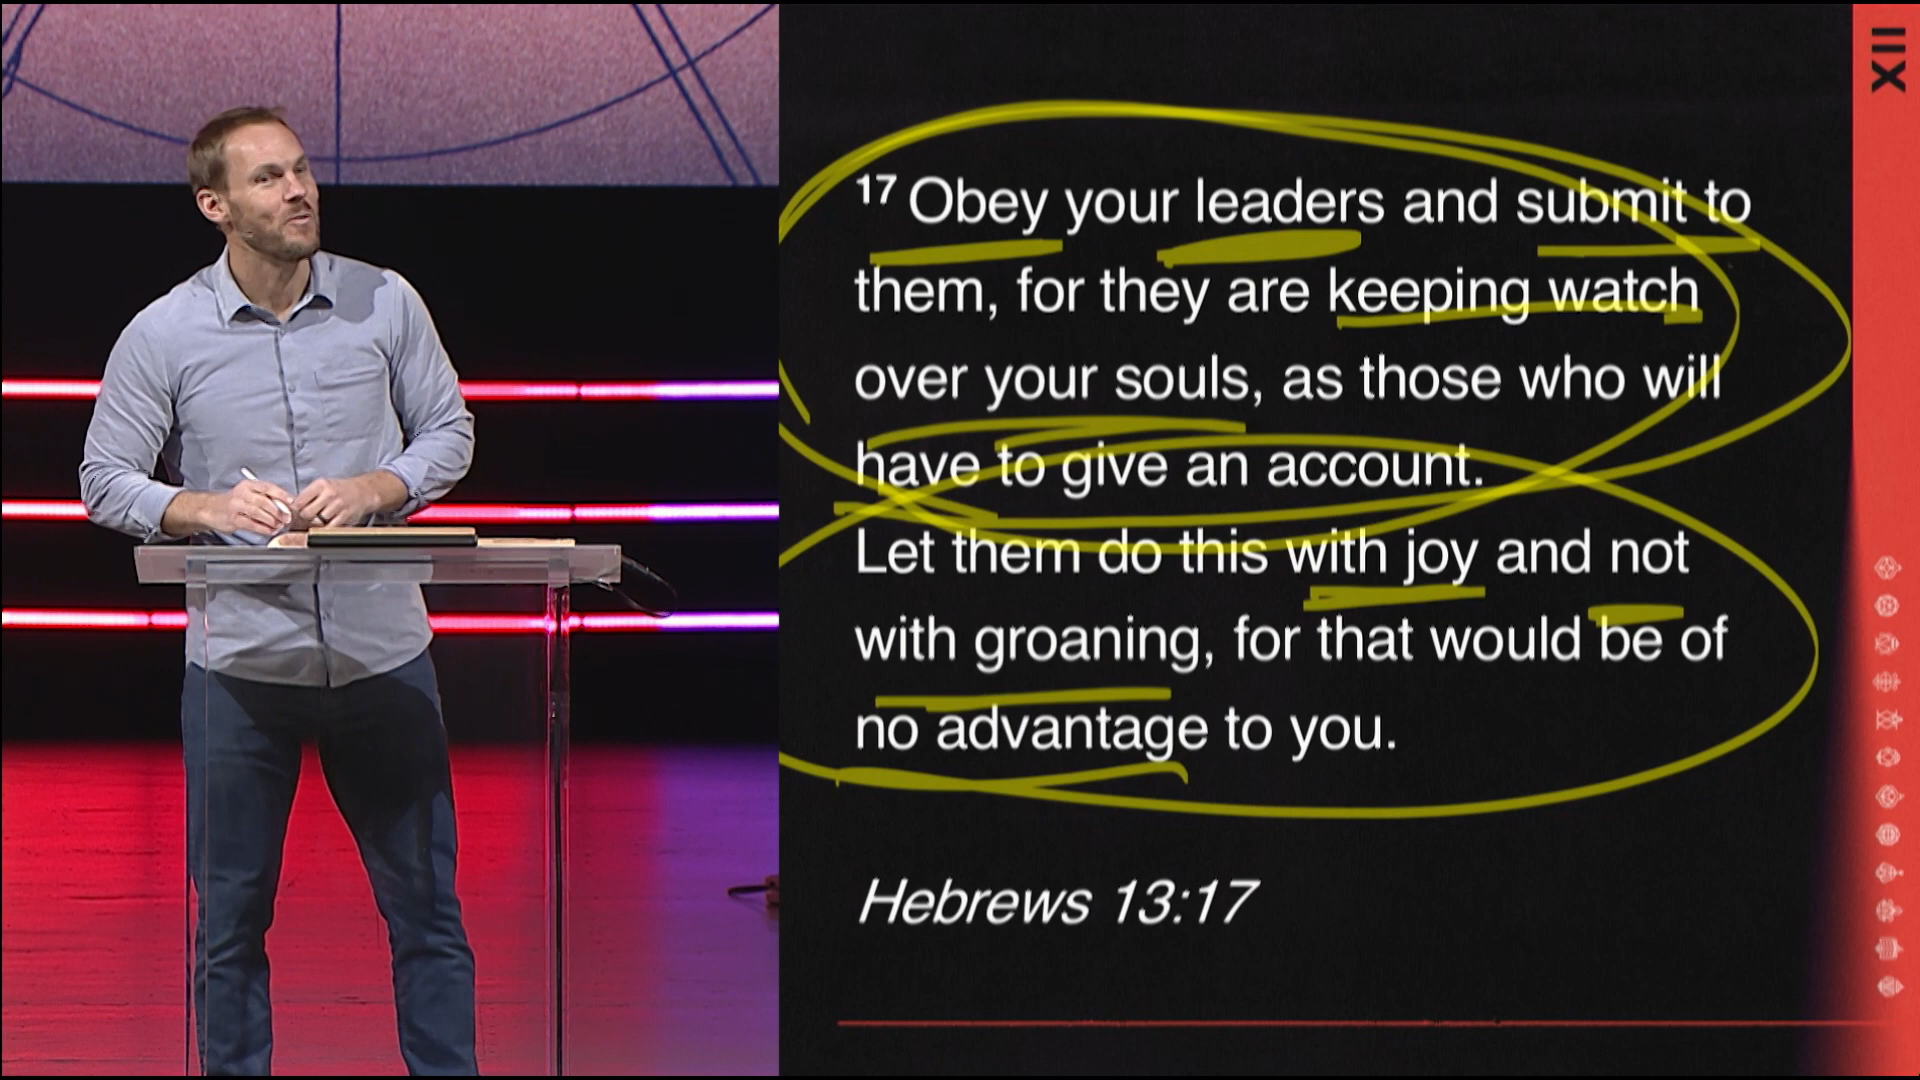 17 Obey your leaders and submit to
them, for they are keeping watch
over your souls, as those who will
have to give an account.
Let them do this with joy and not
with groaning, for that would be of
no advantage to you.
Hebrews 13:17
XII